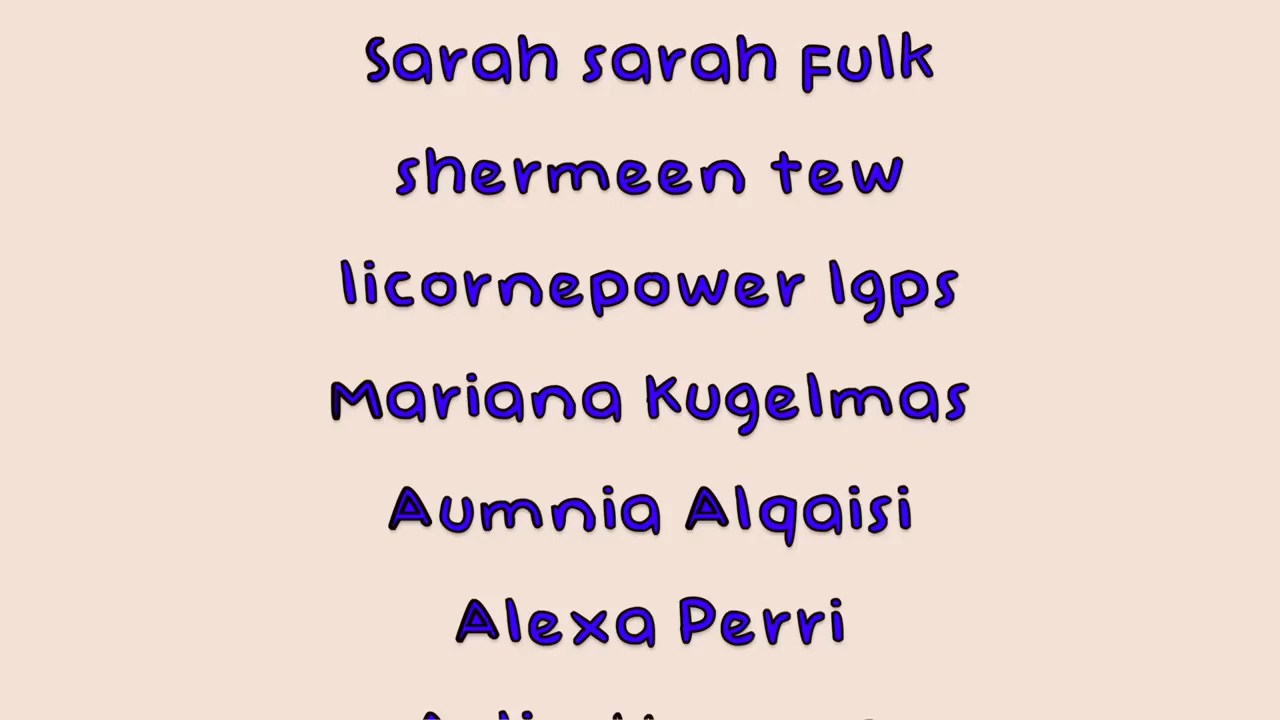 Sarah sarah Fulk
shermeen tew
licornepower lgps
Mariana Kugelmas
Aumnia Alqaisi
Alexa Perri